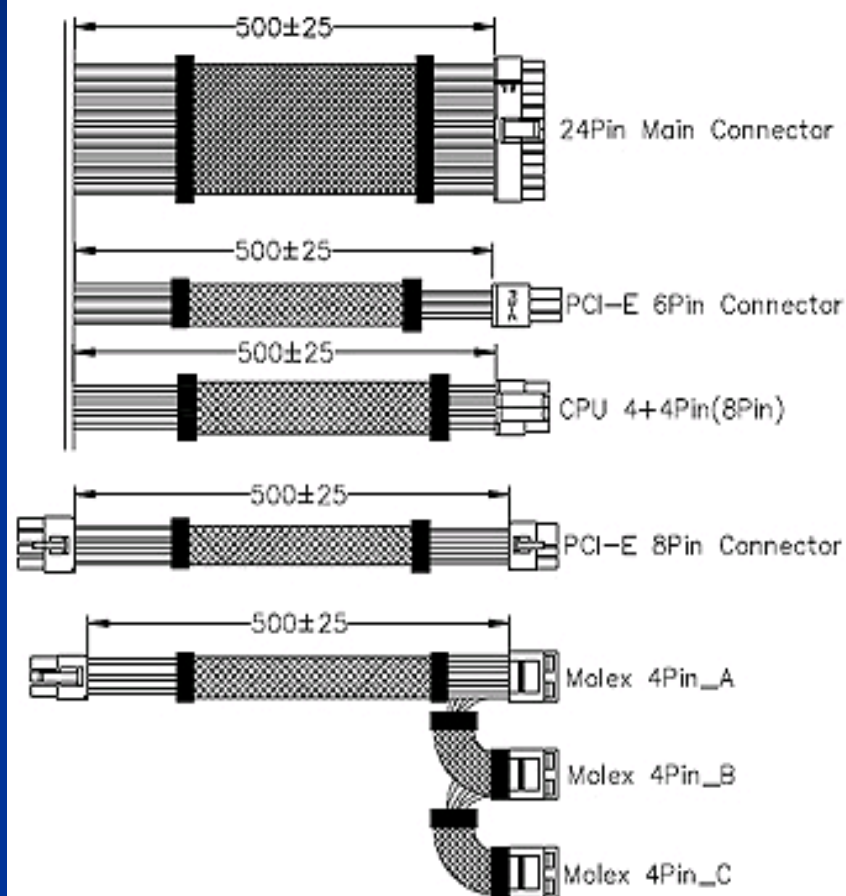 500±25
24Pin Main Connector
500±25
PCI-E 6Pin Connector
500±25
CPU 4+4Pin(8Pin)
500±25
PCI-E 8Pin Connector
500±25
Molex 4Pin_A
Molex 4Pin_B
Molex 4Pin_C